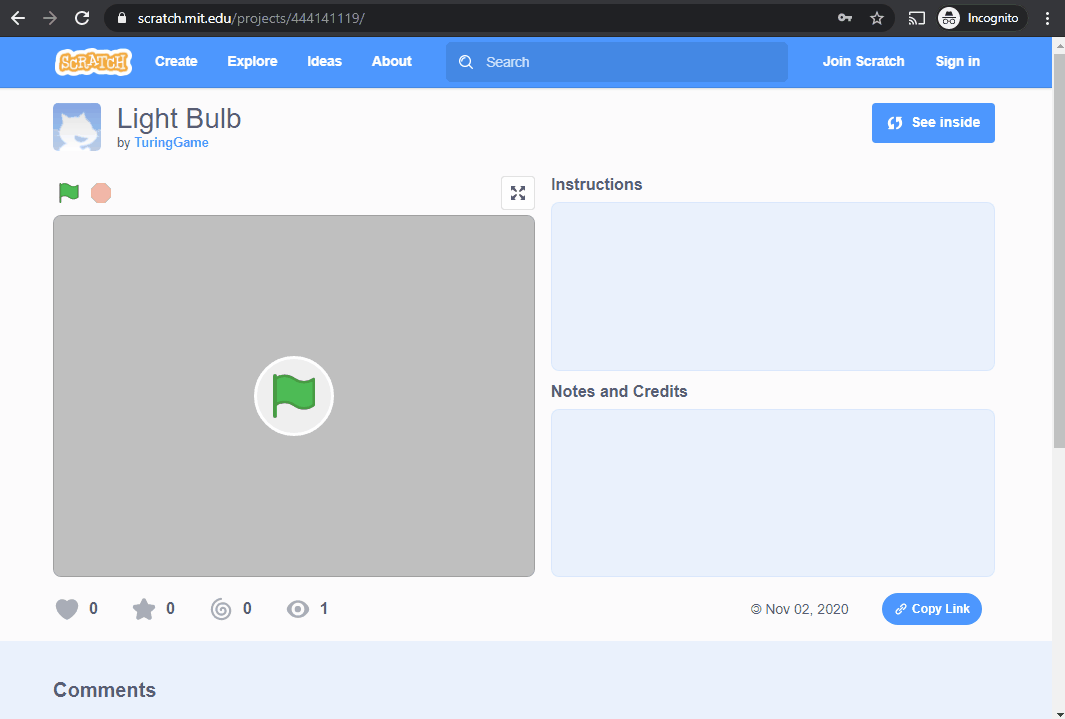 scratch.mit.edu/projects/444141119/
Incognito
SCRATCH Create Explore Ideas About Search Join Scratch Sign in
Light Bulb
by TuringGame
See inside
Instructions
Notes and Credits
0 0 0 1
© Nov 02, 2020
Copy Link
Comments